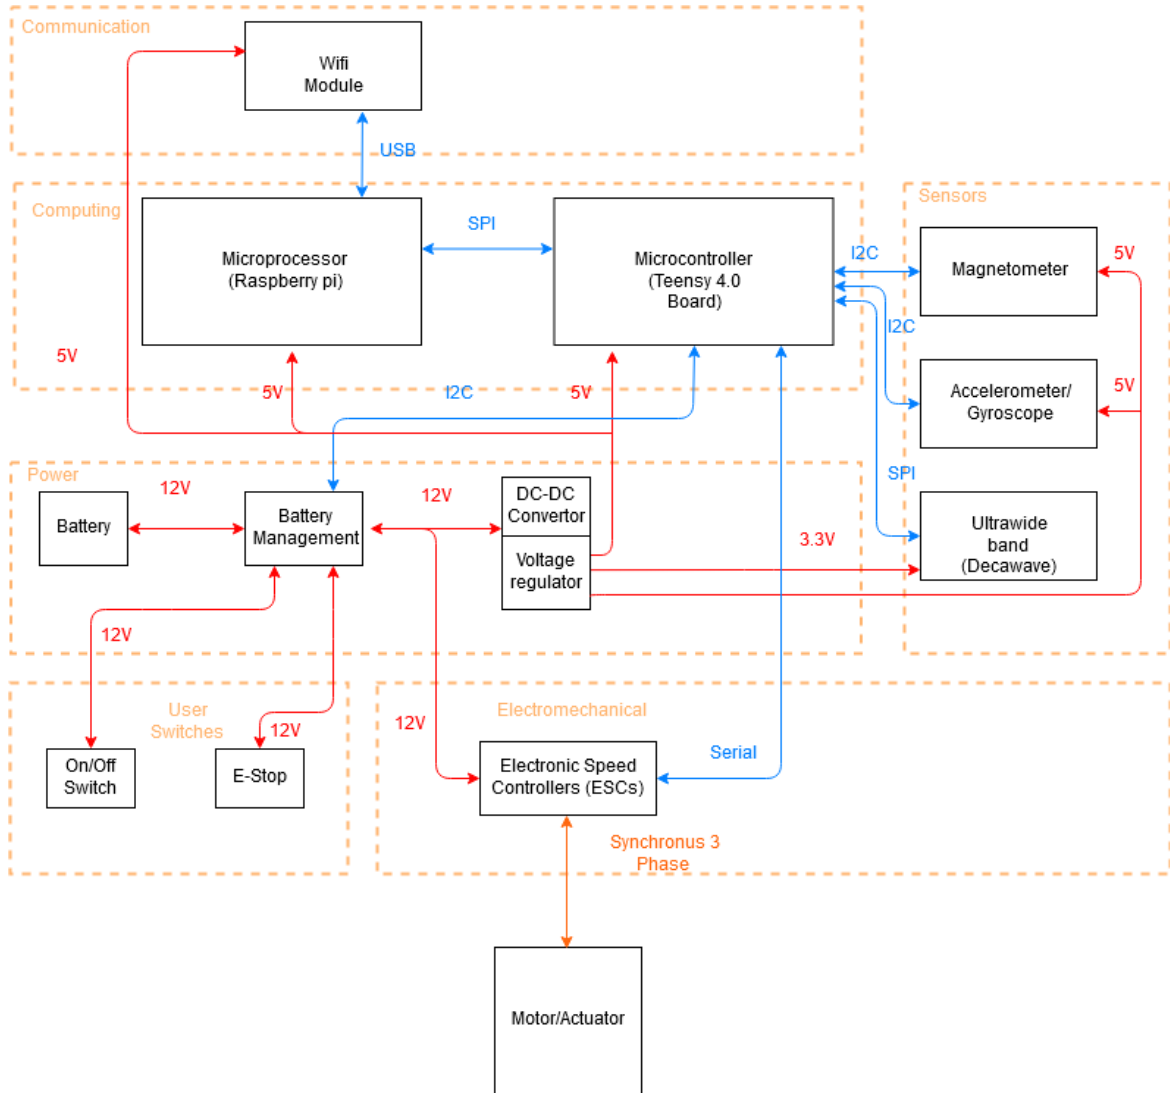 Communication
Wifi
Module
USB
Computing
Microprocessor
(Raspberry pi)
SPI
Microcontroller
(Teensy 4.0
Board)
Sensors
I2C
Magnetometer
5V
I2C
5V
5V
I2C
5V
Accelerometer/
Gyroscope
5V
SPI
Power
12V
Battery
Battery
Management
12V
DC-DC
Convertor
Voltage
regulator
3.3V
Ultrawide
band
(Decawave)
12V
User
Switches
12V
On/Off
Switch
E-Stop
12V
Electromechanical
Electronic Speed
Controllers (ESCs)
Serial
Synchronus 3
Phase
Motor/Actuator